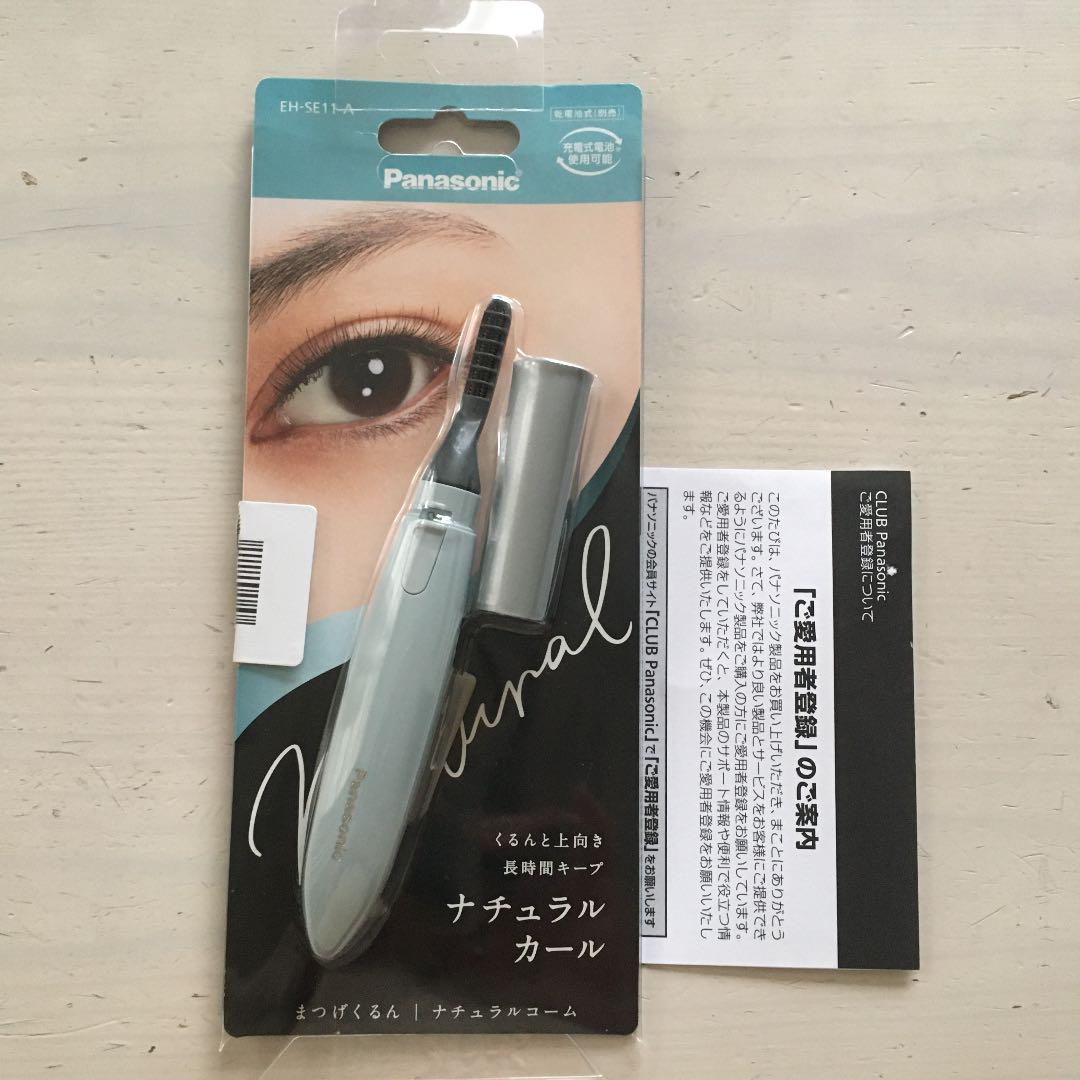 EH-SE11-A
乾電池式(別売)
充電式電池
使用可能
Panasonic
Natural
Panasonic
くるんと上向き
長時間キープ
ナチュラル
カール
まつげくるん | ナチュラルコーム
CLUB Panasonic
ご愛用者登録について
「ご愛用者登録」のご案内
このたびは、パナソニック製品をお買い上げいただき、まことにありがとう
ございます。さて、弊社ではより良い製品とサービスをお客様にご提供でき
るようにパナソニック製品をご購入の方にご愛用者登録をお願いしています。
ご愛用者登録をしていただくと、本製品のサポート情報や便利で役立つ情
報などをご提供いたします。ぜひ、この機会にご愛用者登録をお願いいたし
ます。
パナソニックの会員サイト「CLUB Panasonic」で「ご愛用者登録」をお願いします